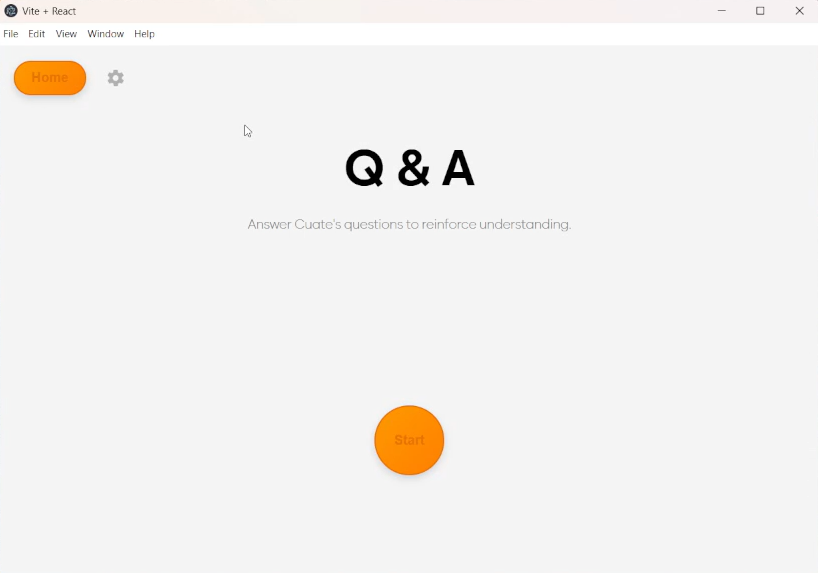 Vite + React
File Edit View Window Help
Home
Q & A
Answer Cuate's questions to reinforce understanding.
Start